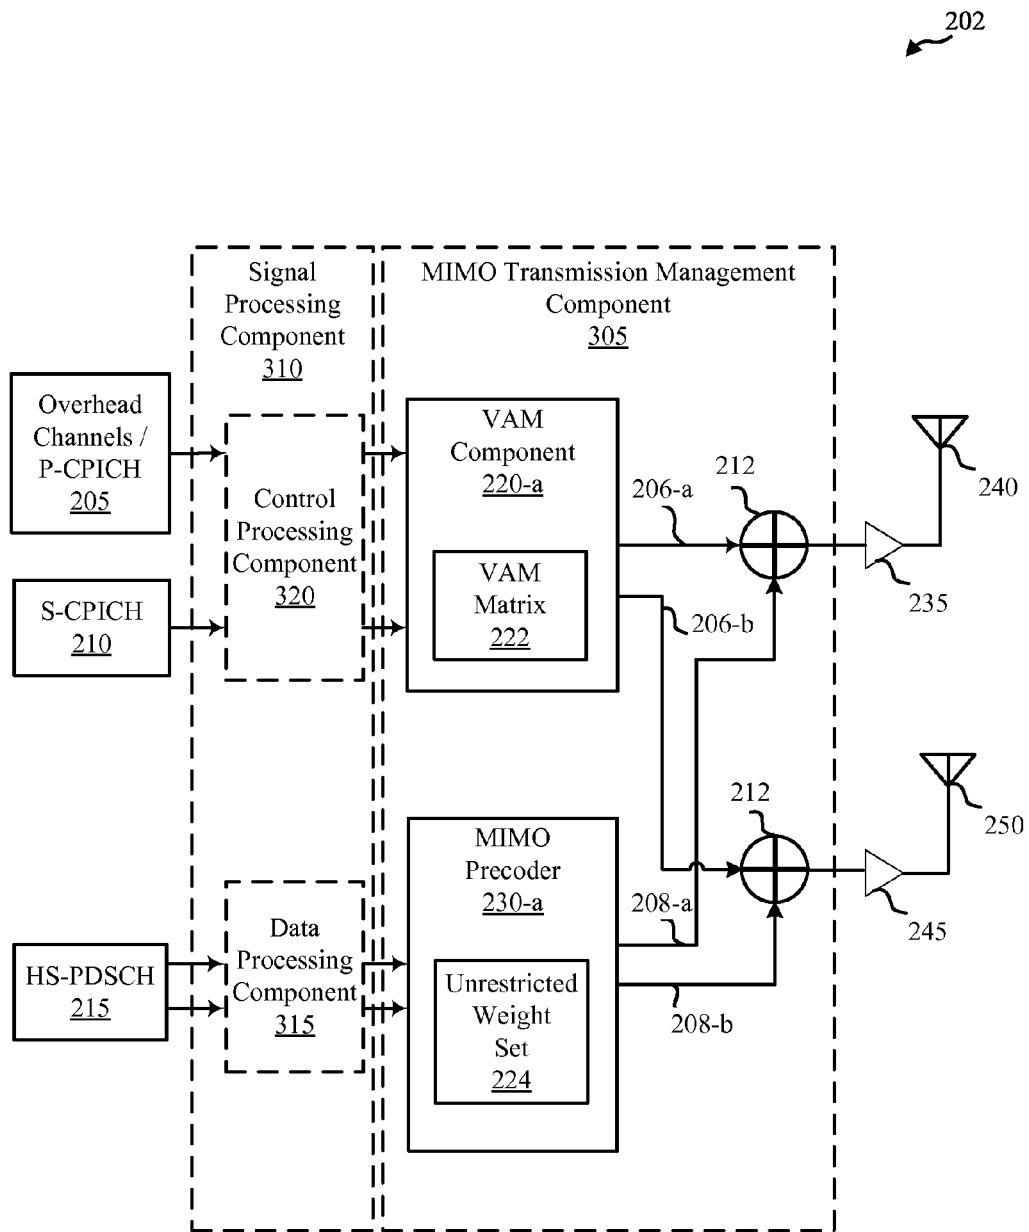 202
Signal
Processing
Component
310
MIMO Transmission Management
Component
305
Overhead
Channels /
P-CPICH
205
S-CPICH
210
HS-PDSCH
215
Control
Processing
Component
320
Data
Processing
Component
315
VAM
Component
220-a
VAM
Matrix
222
MIMO
Precoder
230-a
Unrestricted
Weight
Set
224
206-a
206-b
208-a
208-b
212
212
235
240
245
250